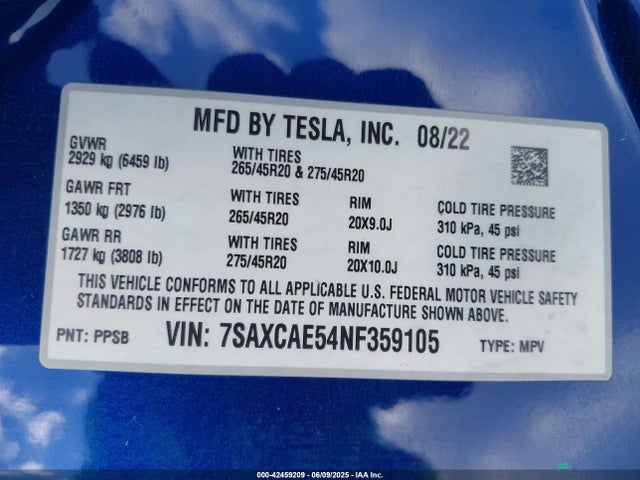 MFD BY TESLA, INC. 08/22
GVWR
2929 kg (6459 lb)
WITH TIRES
265/45R20 & 275/45R20
GAWR FRT
1350 kg (2976 lb)
WITH TIRES
265/45R20
RIM
20X9.0J
COLD TIRE PRESSURE
310 kPa, 45 psi
GAWR RR
1727 kg (3808 lb)
WITH TIRES
275/45R20
RIM
20X10.0J
COLD TIRE PRESSURE
310 kPa, 45 psi
THIS VEHICLE CONFORMS TO ALL APPLICABLE U.S. FEDERAL MOTOR VEHICLE SAFETY
STANDARDS IN EFFECT ON THE DATE OF MANUFACTURE SHOWN ABOVE.
PNT: PPSB VIN: 7SAXCAE54NF359105 TYPE: MPV
000-42459209 - 06/09/2025 - IAA Inc.